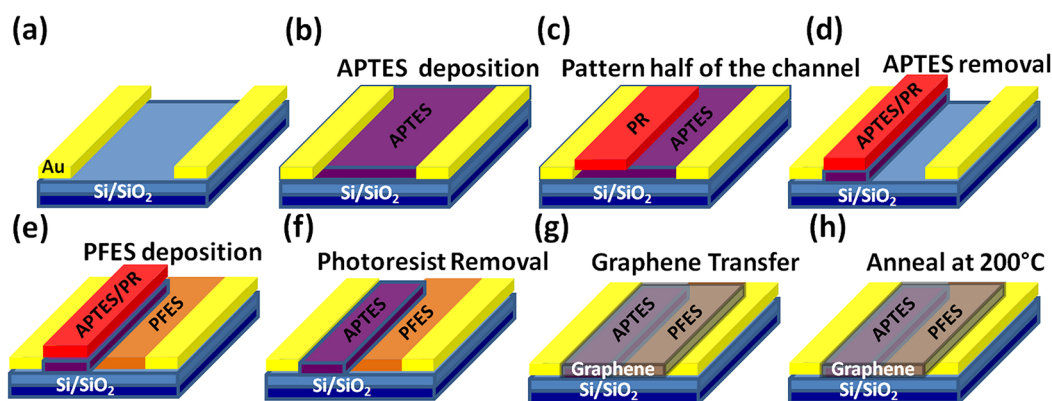 (a)
Au
Si/SiO2
(b)
APTES deposition
APTES
Si/SiO2
(c)
Pattern half of the channel
PR
APTES
Si/SiO2
(d)
APTES removal
APTES/PR
Si/SiO2
(e)
PFES deposition
APTES/PR
PFES
Si/SiO2
(f)
Photoresist Removal
APTES
PFES
Si/SiO2
(g)
Graphene Transfer
APTES
PFES
Graphene
Si/SiO2
(h)
Anneal at 200°C
APTES
PFES
Graphene
Si/SiO2